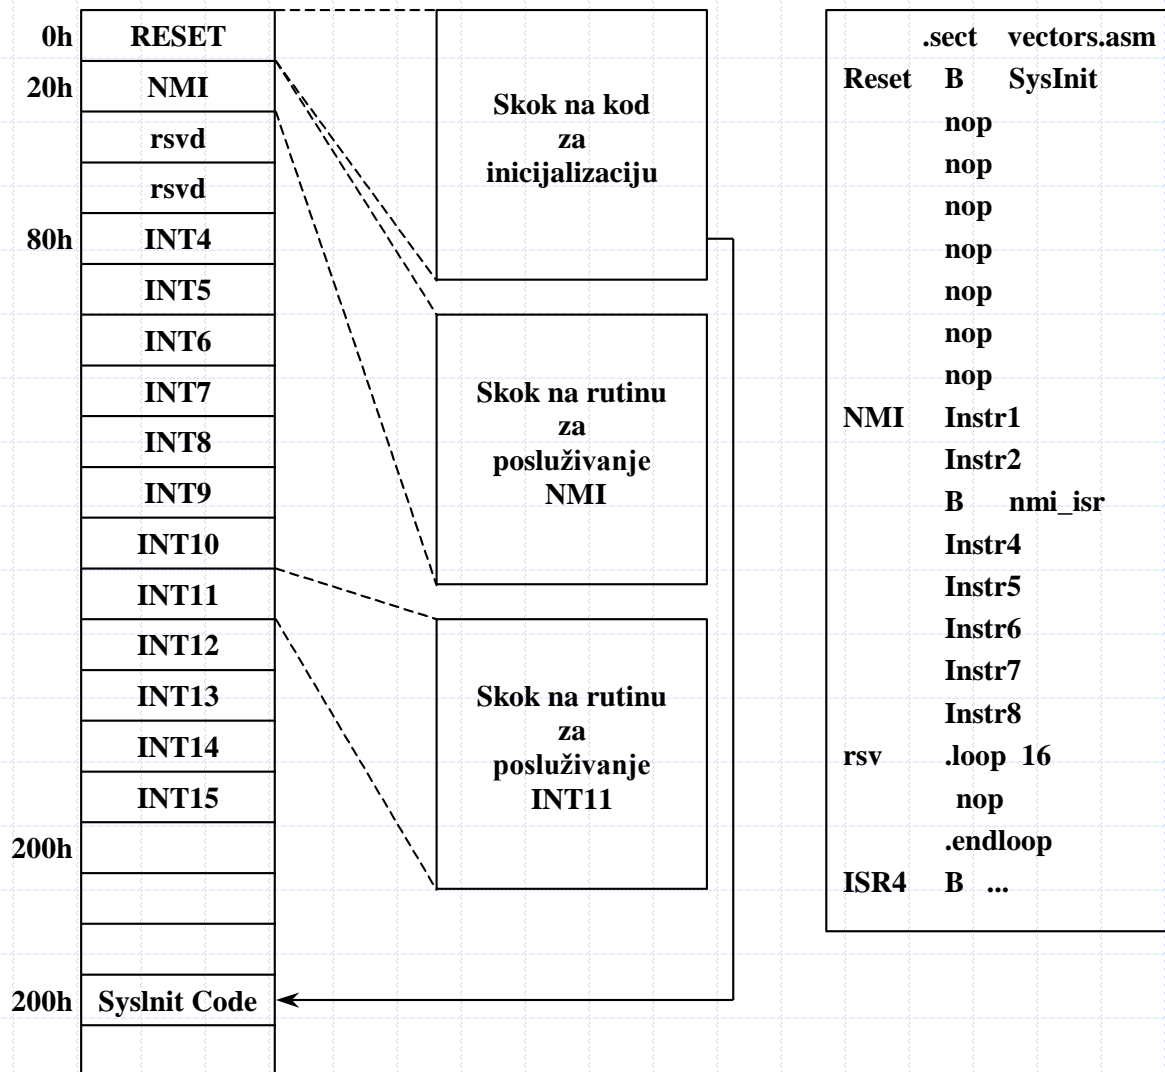 0h RESET
20h NMI
rsvd
rsvd
80h INT4
INT5
INT6
INT7
INT8
INT9
INT10
INT11
INT12
INT13
INT14
INT15
200h
200h SysInit Code
Skok na kod
za
inicijalizaciju
Skok na rutinu
za
posluživanje
NMI
Skok na rutinu
za
posluživanje
INT11
.sect vectors.asm
Reset B SysInit
nop
nop
nop
nop
nop
nop
nop
NMI Instr1
Instr2
B nmi_isr
Instr4
Instr5
Instr6
Instr7
Instr8
rsv .loop 16
nop
.endloop
ISR4 B ...